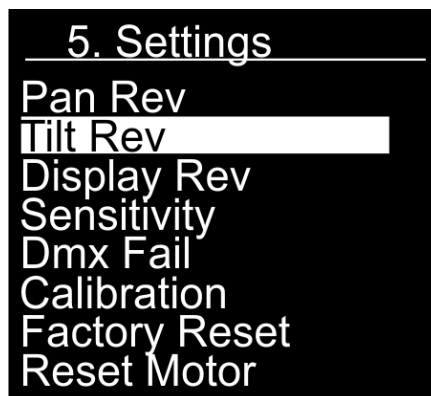 5. Settings
Pan Rev
Tilt Rev
Display Rev
Sensitivity
Dmx Fail
Calibration
Factory Reset
Reset Motor